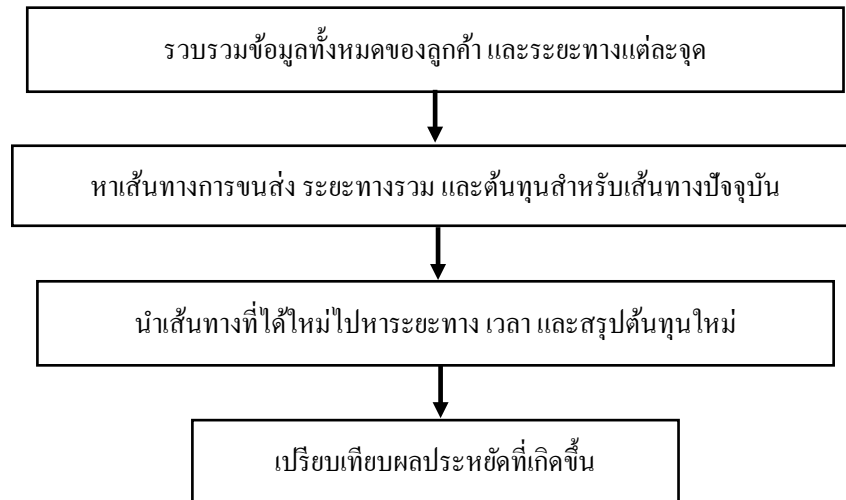 รวบรวมข้อมูลทั้งหมดของลูกค้า และระยะทางแต่ละจุด
หาเส้นทางการขนส่ง ระยะทางรวม และต้นทุนสำหรับเส้นทางปัจจุบัน
นำเส้นทางที่ได้ใหม่ไปหาระยะทาง เวลา และสรุปต้นทุนใหม่
เปรียบเทียบผลประหยัดที่เกิดขึ้น